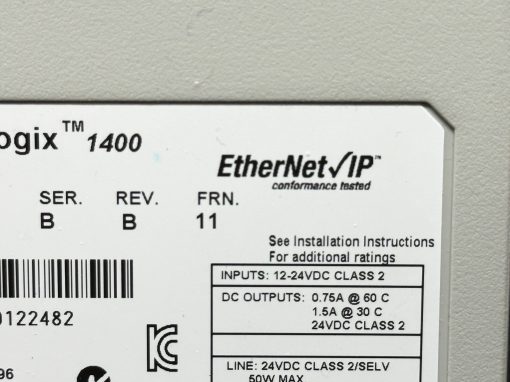 ogix™ 1400
EtherNet/IP™
conformance tested
SER. REV. FRN.
B B 11
See Installation Instructions
For additional ratings
INPUTS: 12-24VDC CLASS 2
DC OUTPUTS: 0.75A @ 60 C
1.5A @ 30 C
24VDC CLASS 2
0122482
LINE: 24VDC CLASS 2/SELV
50W MAX
96